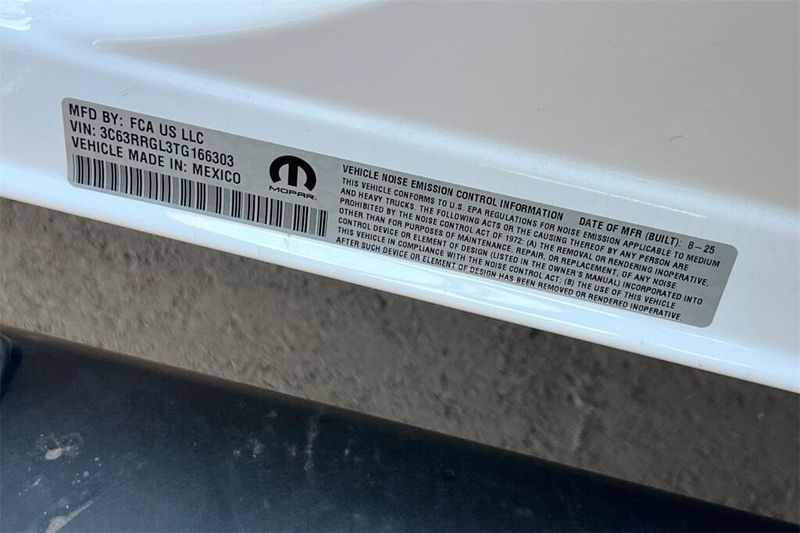 MFD BY: FCA US LLC
VIN: 3C63RRGL3TG166303
VEHICLE MADE IN: MEXICO
MOPAR
VEHICLE NOISE EMISSION CONTROL INFORMATION DATE OF MFR (BUILT): 8-25
THIS VEHICLE CONFORMS TO U.S. EPA REGULATIONS FOR NOISE EMISSION APPLICABLE TO MEDIUM
AND HEAVY TRUCKS. THE FOLLOWING ACTS OR THE CAUSING THEREOF BY ANY PERSON ARE
PROHIBITED BY THE NOISE CONTROL ACT OF 1972: (A) THE REMOVAL OR RENDERING INOPERATIVE,
OTHER THAN FOR PURPOSES OF MAINTENANCE, REPAIR, OR REPLACEMENT, OF ANY NOISE
CONTROL DEVICE OR ELEMENT OF DESIGN (LISTED IN THE OWNER'S MANUAL) INCORPORATED INTO
THIS VEHICLE IN COMPLIANCE WITH THE NOISE CONTROL ACT; (B) THE USE OF THIS VEHICLE
AFTER SUCH DEVICE OR ELEMENT OF DESIGN HAS BEEN REMOVED OR RENDERED INOPERATIVE.